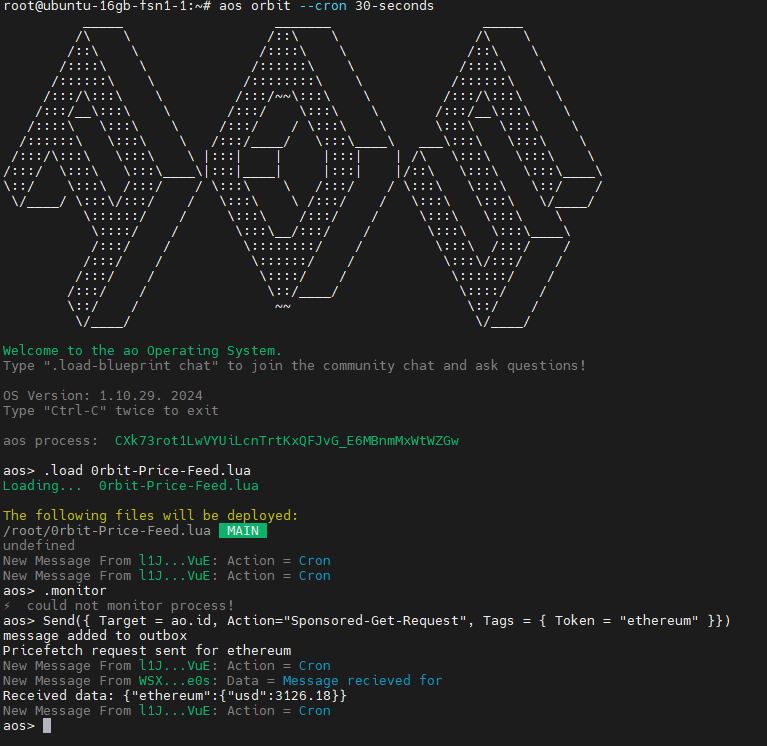 root@ubuntu-16gb-fsn1-1:~# aos orbit --cron 30-seconds
Welcome to the ao Operating System.
Type ".load-blueprint chat" to join the community chat and ask questions!
OS Version: 1.10.29. 2024
Type "Ctrl-C" twice to exit
aos process:  CXk73rot1LwVYUiLcnTrtKxQFJvG_E6MBnmMxWtWZGw
aos> .load 0rbit-Price-Feed.lua
Loading...  0rbit-Price-Feed.lua
The following files will be deployed:
/root/0rbit-Price-Feed.lua  MAIN
undefined
New Message From l1J...VuE: Action = Cron
New Message From l1J...VuE: Action = Cron
aos> .monitor
⚡  could not monitor process!
aos> Send({ Target = ao.id, Action="Sponsored-Get-Request", Tags = { Token = "ethereum" }})
message added to outbox
Pricefetch request sent for ethereum
New Message From l1J...VuE: Action = Cron
New Message From WSX...e0s: Data = Message recieved for
Received data: {"ethereum":{"usd":3126.18}}
New Message From l1J...VuE: Action = Cron
aos>